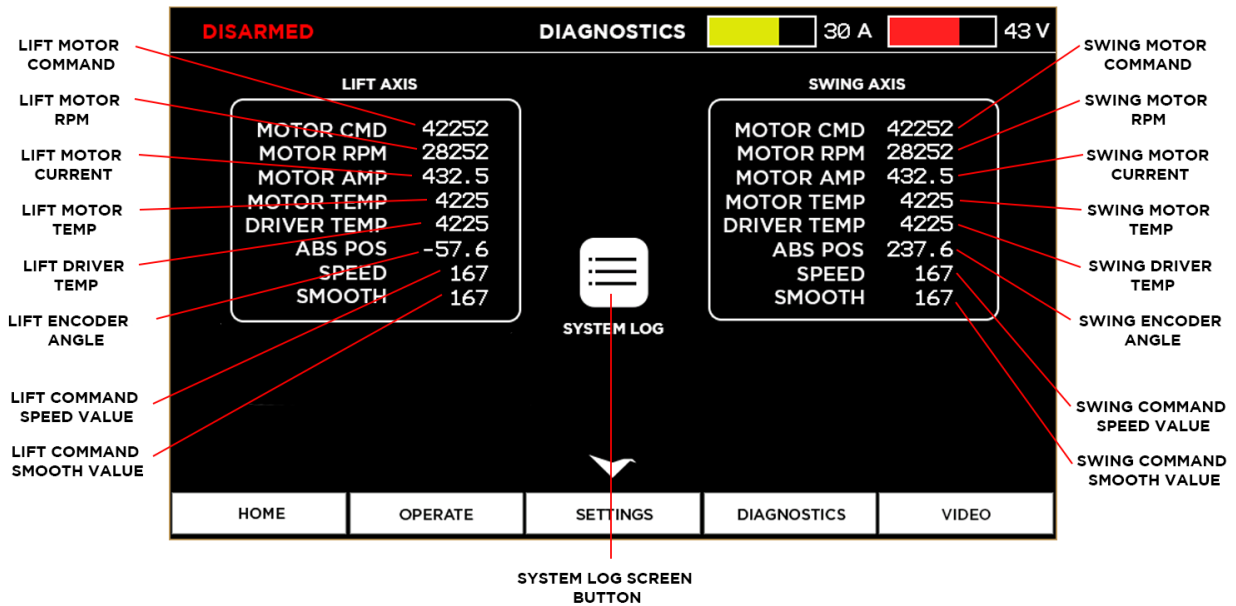 DISARMED
DIAGNOSTICS
30 A
43 V
LIFT MOTOR
COMMAND
LIFT MOTOR
RPM
LIFT MOTOR
CURRENT
LIFT MOTOR
TEMP
LIFT DRIVER
TEMP
LIFT ENCODER
ANGLE
LIFT COMMAND
SPEED VALUE
LIFT COMMAND
SMOOTH VALUE
LIFT AXIS
MOTOR CMD 42252
MOTOR RPM 28252
MOTOR AMP 432.5
MOTOR TEMP 4225
DRIVER TEMP 4225
ABS POS -57.6
SPEED 167
SMOOTH 167
SYSTEM LOG
SWING AXIS
MOTOR CMD 42252
MOTOR RPM 28252
MOTOR AMP 432.5
MOTOR TEMP 4225
DRIVER TEMP 4225
ABS POS 237.6
SPEED 167
SMOOTH 167
SWING MOTOR
COMMAND
SWING MOTOR
RPM
SWING MOTOR
CURRENT
SWING MOTOR
TEMP
SWING DRIVER
TEMP
SWING ENCODER
ANGLE
SWING COMMAND
SPEED VALUE
SWING COMMAND
SMOOTH VALUE
HOME
OPERATE
SETTINGS
DIAGNOSTICS
VIDEO
SYSTEM LOG SCREEN
BUTTON